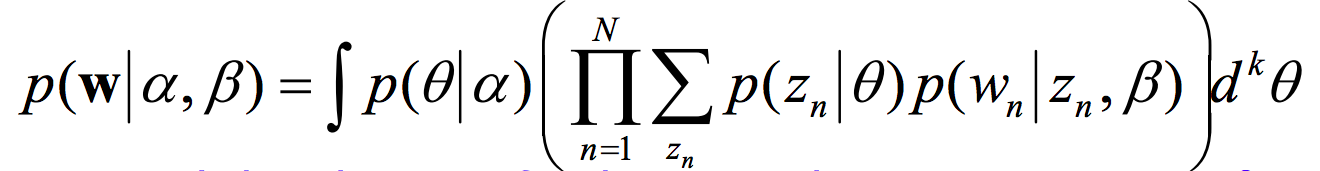 p(w|α, β) = ∫ p(θ|α) ( ∏_{n=1}^{N} ∑_{z_n} p(z_n|θ) p(w_n|z_n, β) ) d^k θ